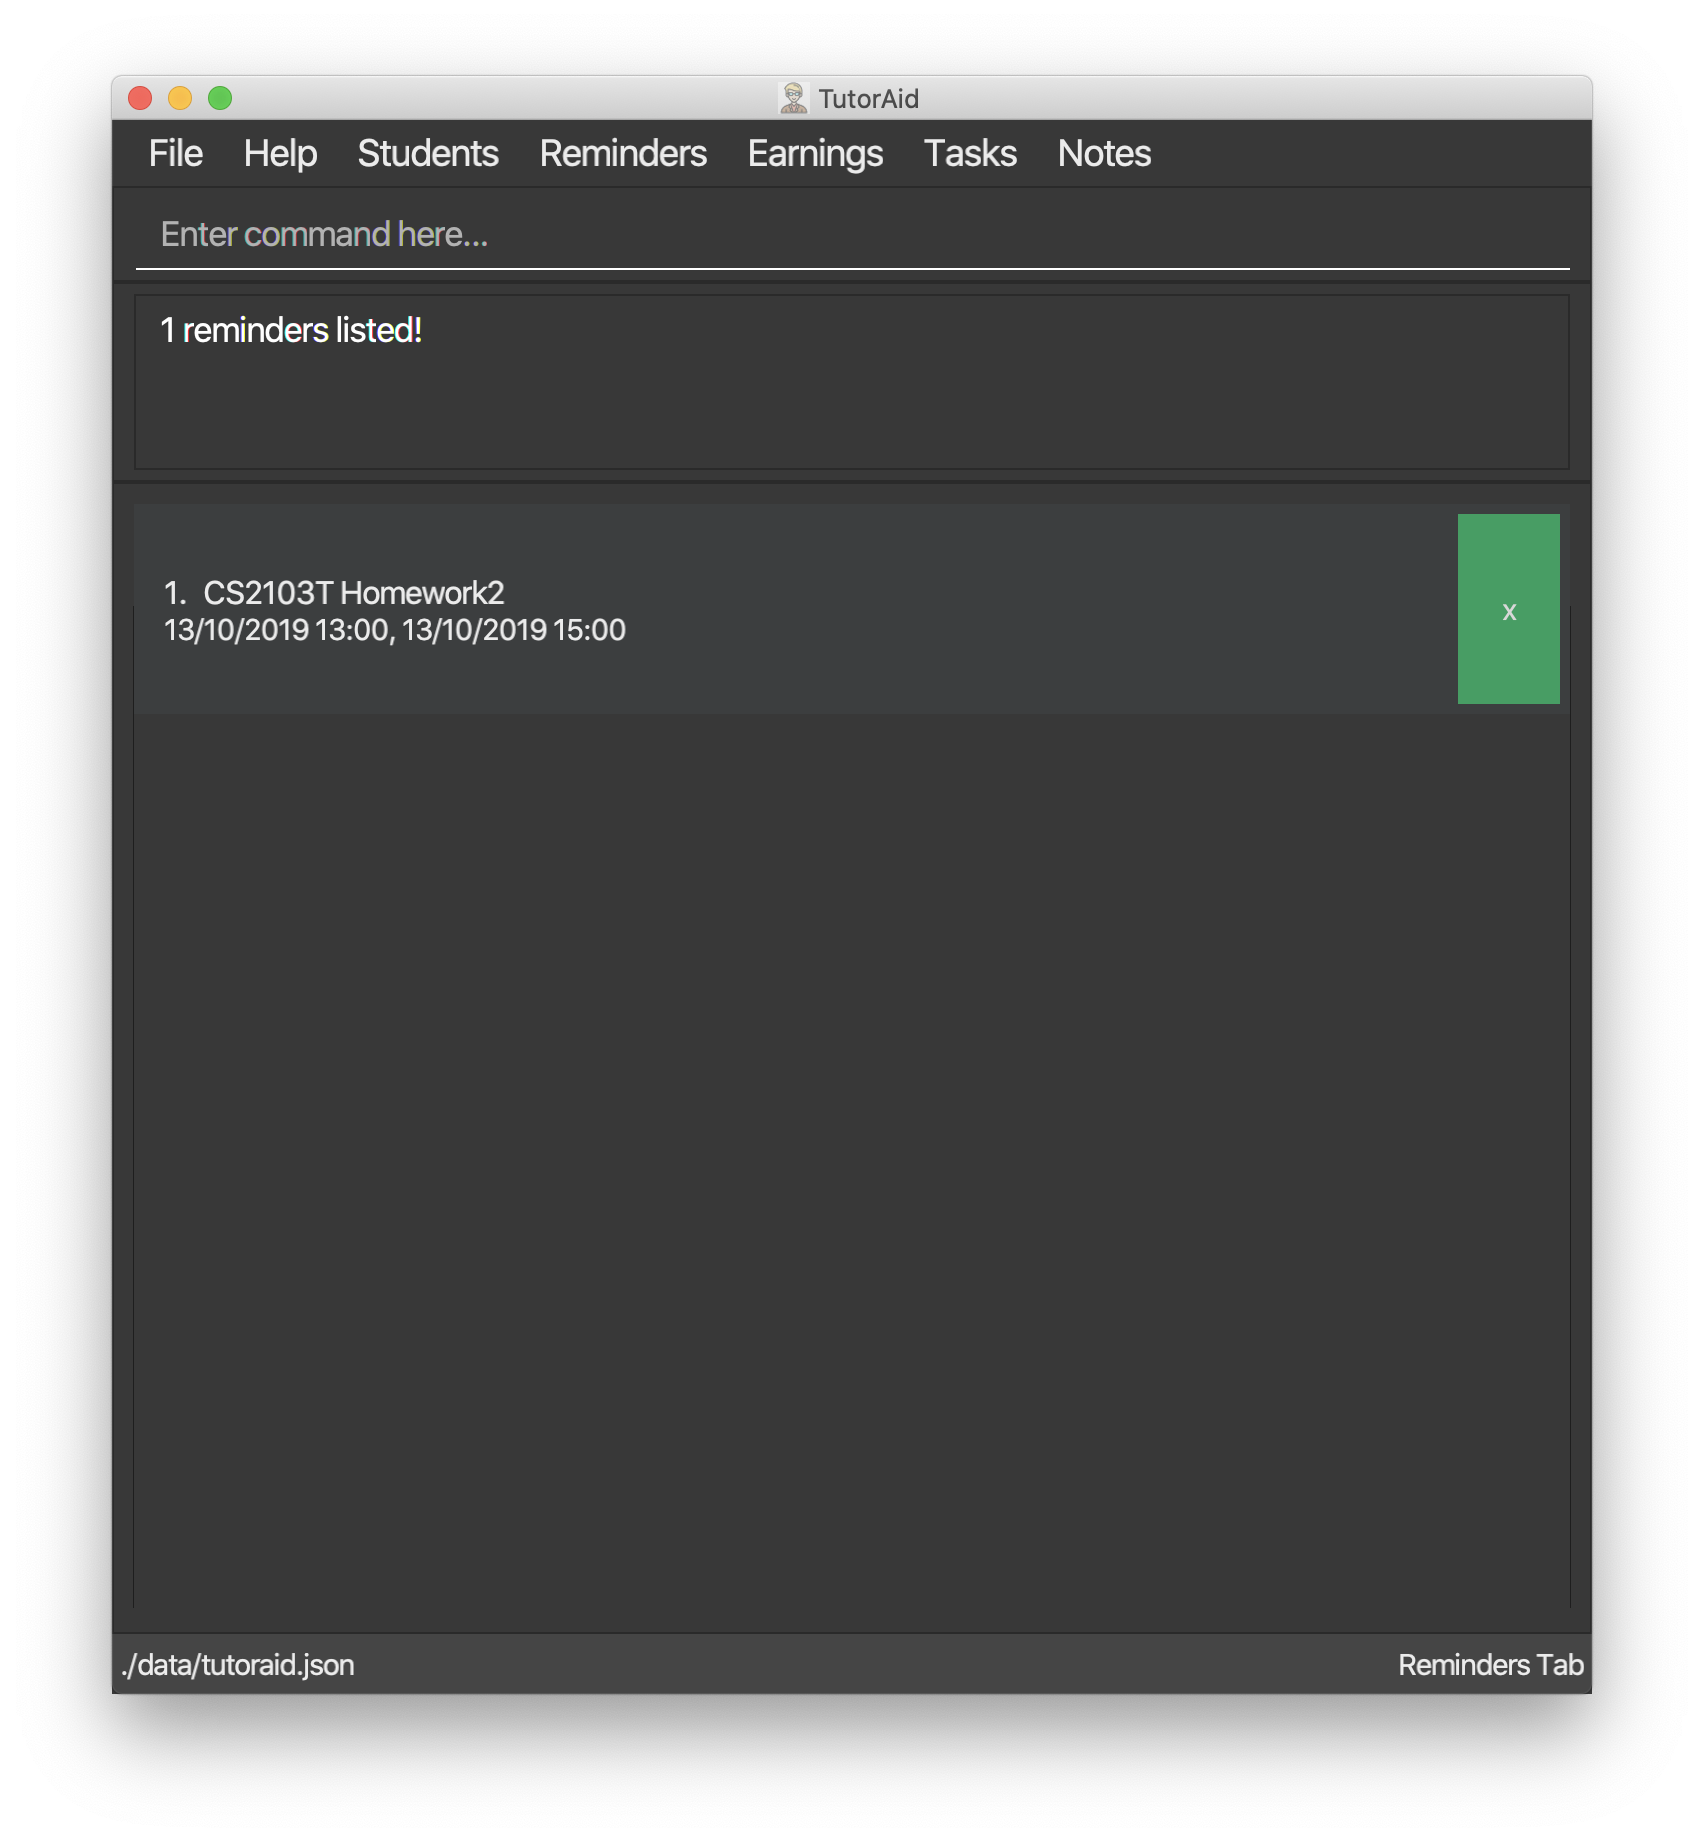 TutorAid
File Help Students Reminders Earnings Tasks Notes
Enter command here...
1 reminders listed!
1. CS2103T Homework2
13/10/2019 13:00, 13/10/2019 15:00
x
./data/tutoraid.json
Reminders Tab